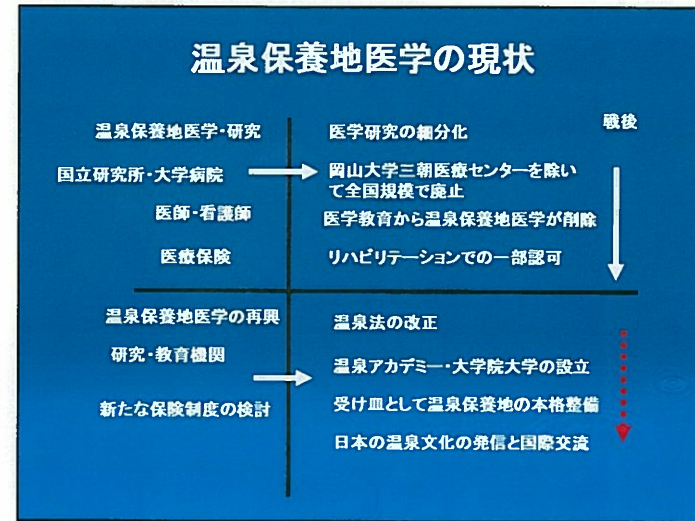 温泉保養地医学の現状
戦後
温泉保養地医学・研究
医学研究の細分化
国立研究所・大学病院
岡山大学三朝医療センターを除い
て全国規模で廃止
医師・看護師
医学教育から温泉保養地医学が削除
医療保険
リハビリテーションでの一部認可
温泉保養地医学の再興
温泉法の改正
研究・教育機関
温泉アカデミー・大学院大学の設立
新たな保険制度の検討
受け皿として温泉保養地の本格整備
日本の温泉文化の発信と国際交流